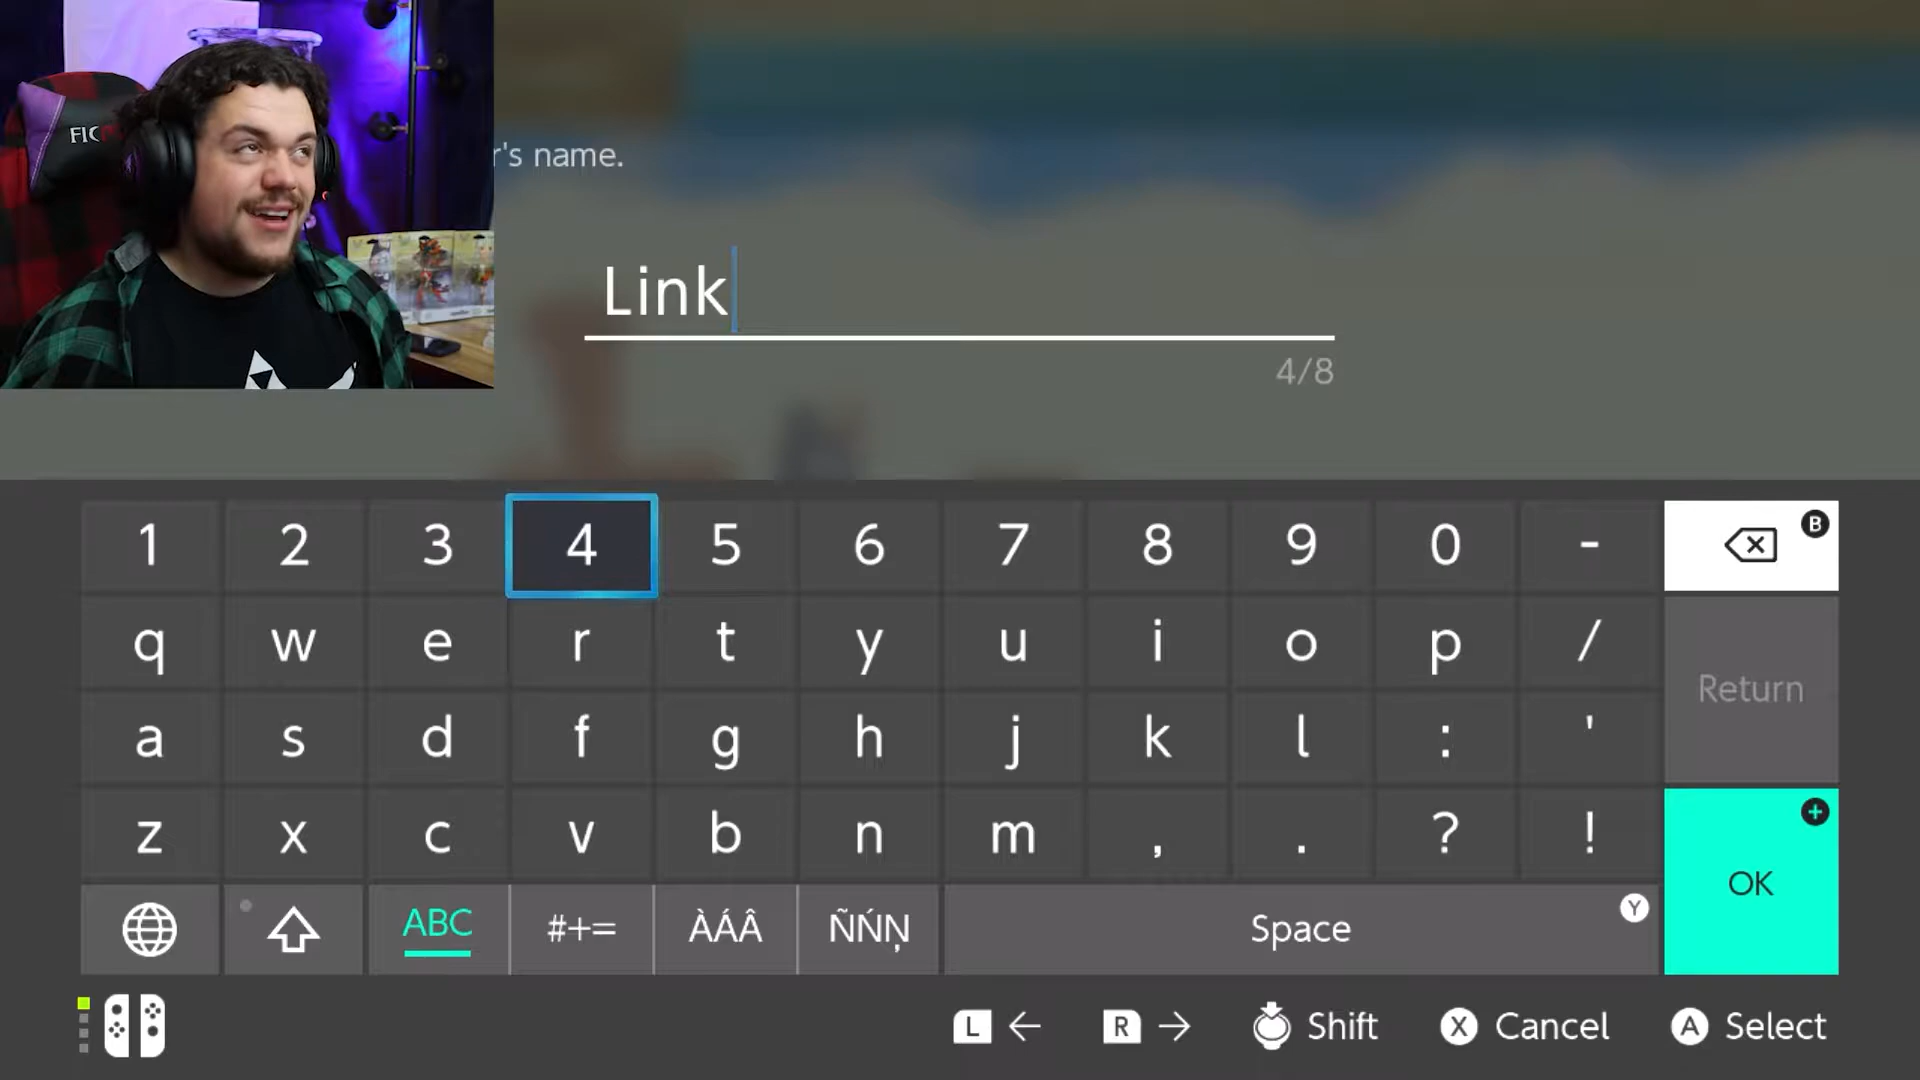 FIC
r's name.
Link
4/8
1 2 3 4 5 6 7 8 9 0 - B
q w e r t y u i o p / Return
a s d f g h j k l : '
z x c v b n m , . ? ! + OK
ABC #+= ÀÁÂ ÑŃŅ Space Y
L ← R → Shift X Cancel A Select